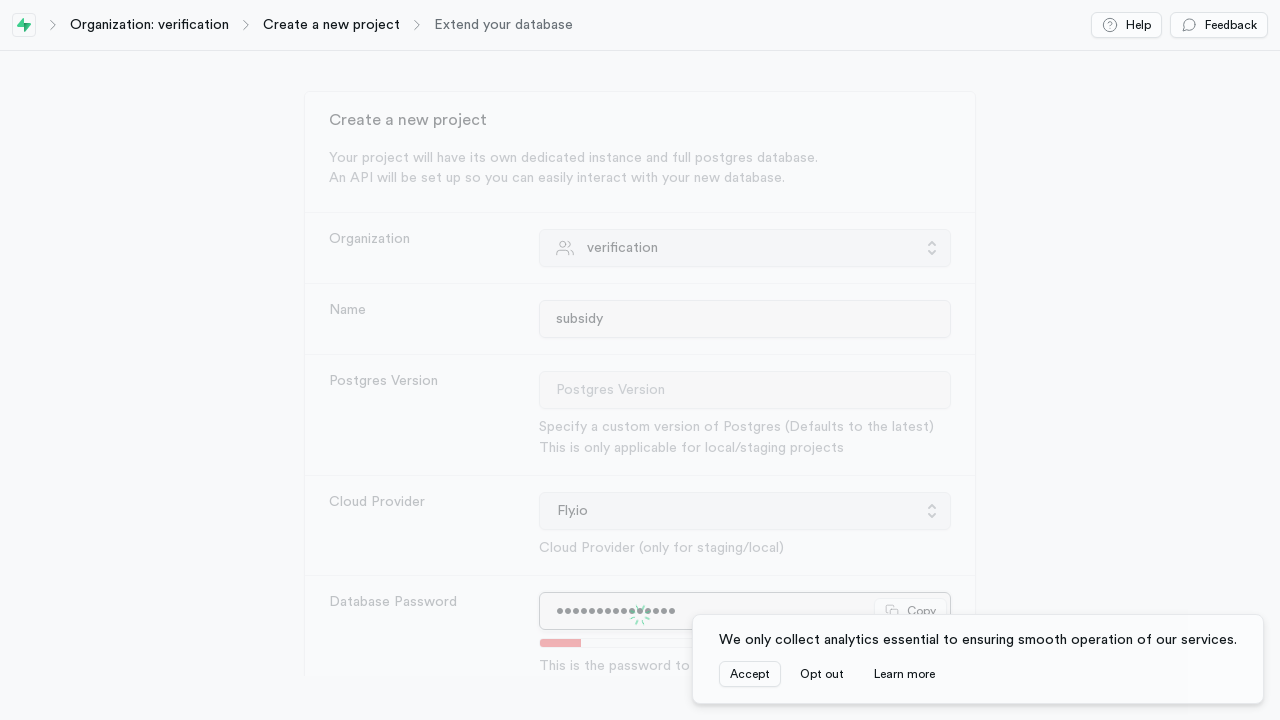 Organization: verification
Create a new project
Extend your database
Help
Feedback
Create a new project
Your project will have its own dedicated instance and full postgres database.
An API will be set up so you can easily interact with your new database.
Organization
verification
Name
subsidy
Postgres Version
Postgres Version
Specify a custom version of Postgres (Defaults to the latest)
This is only applicable for local/staging projects
Cloud Provider
Fly.io
Cloud Provider (only for staging/local)
Database Password
•••••••••••••••
Copy
This is the password to
We only collect analytics essential to ensuring smooth operation of our services.
Accept
Opt out
Learn more